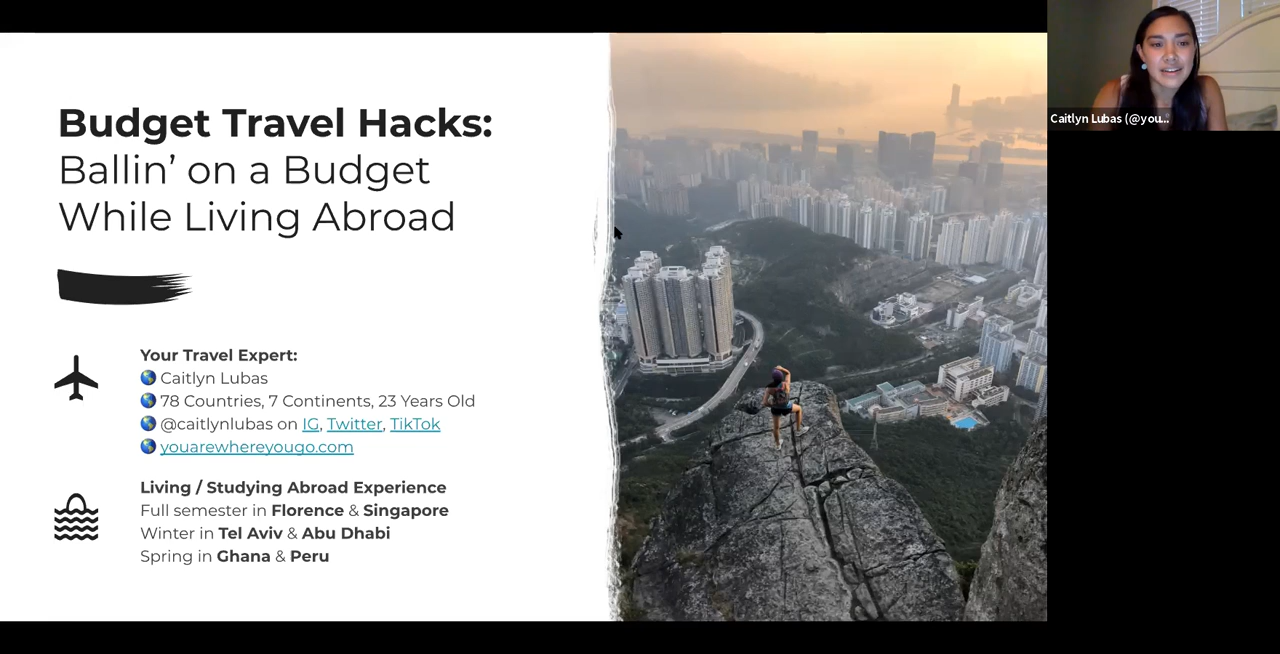 Budget Travel Hacks:
Ballin’ on a Budget
While Living Abroad
Your Travel Expert:
Caitlyn Lubas
78 Countries, 7 Continents, 23 Years Old
@caitlynlubas on IG, Twitter, TikTok
youarewhereyougo.com
Living / Studying Abroad Experience
Full semester in Florence & Singapore
Winter in Tel Aviv & Abu Dhabi
Spring in Ghana & Peru
Caitlyn Lubas (@you...